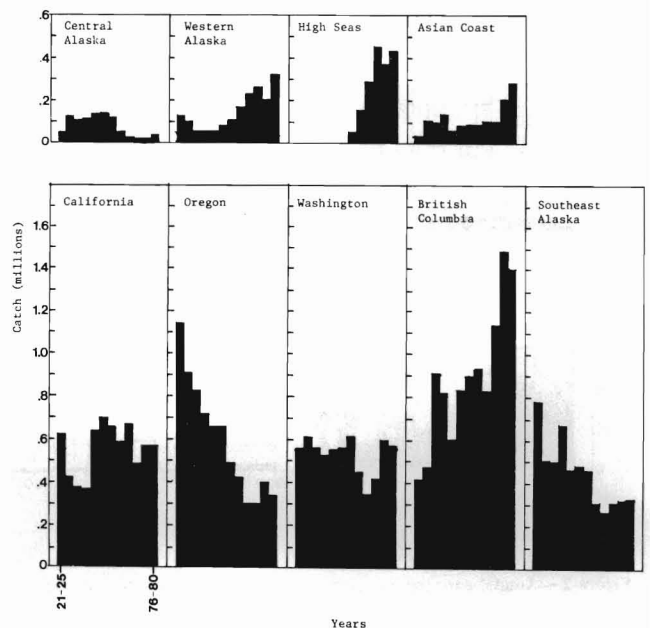 .6
.4
.2
0
Central
Alaska
Western
Alaska
High Seas
Asian Coast
Catch (millions)
1.6
1.4
1.2
1.0
.8
.6
.4
.2
0
California
Oregon
Washington
British
Columbia
Southeast
Alaska
21-25
76-80
Years